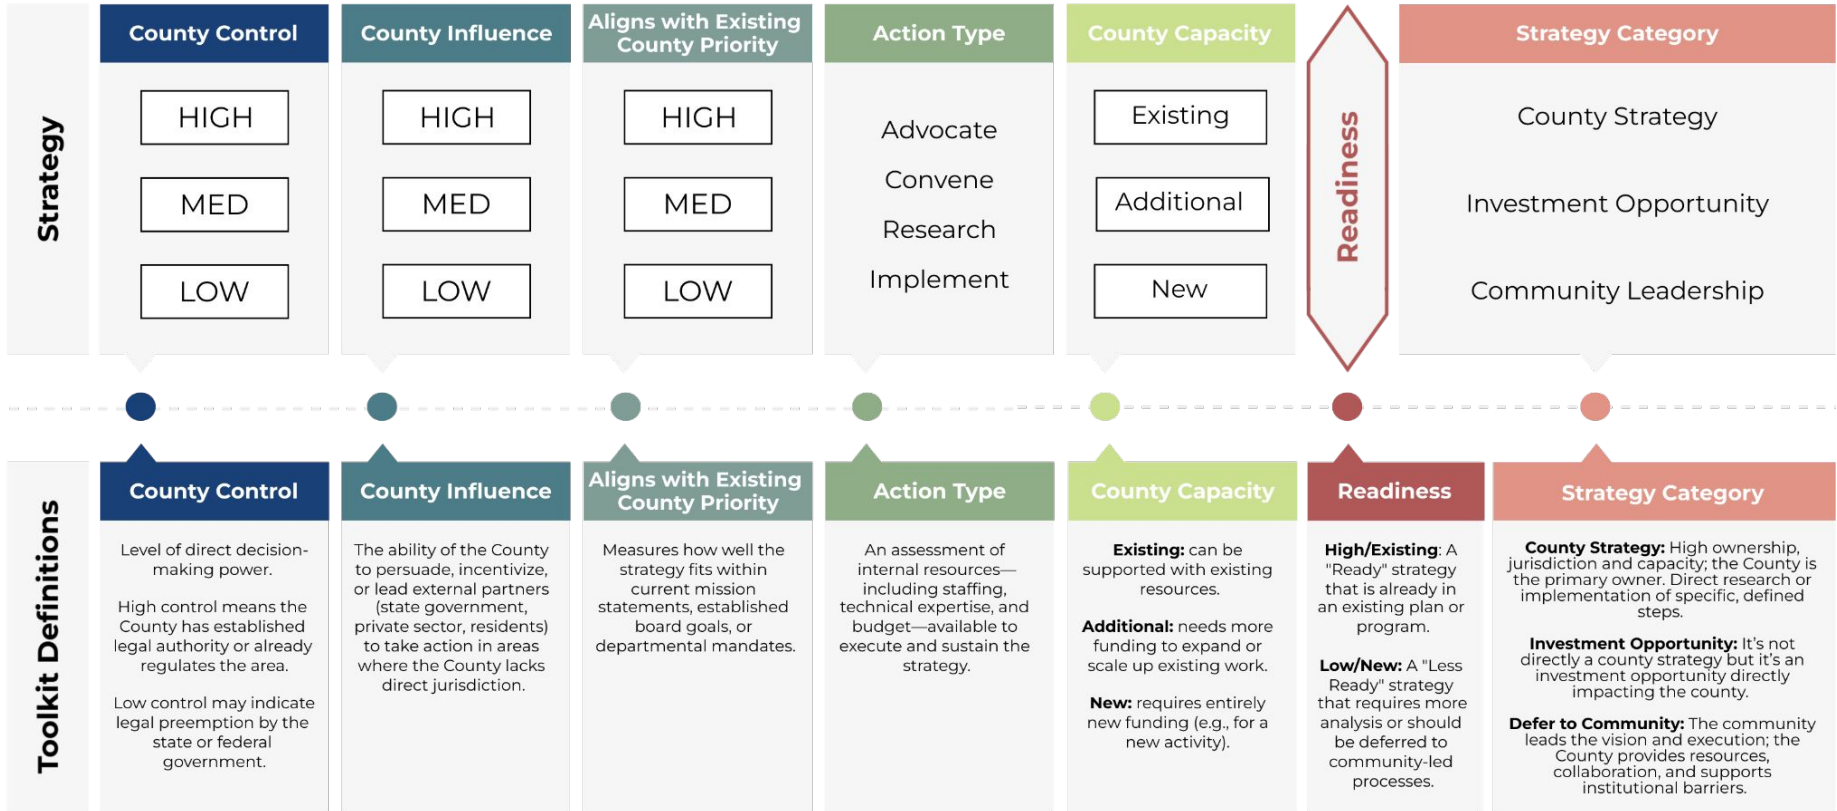 Strategy
County Control
HIGH
MED
LOW
County Influence
HIGH
MED
LOW
Aligns with Existing
County Priority
HIGH
MED
LOW
Action Type
Advocate
Convene
Research
Implement
County Capacity
Existing
Additional
New
Readiness
Strategy Category
County Strategy
Investment Opportunity
Community Leadership
Toolkit Definitions
County Control
Level of direct decision-
making power.
High control means the
County has established
legal authority or already
regulates the area.
Low control may indicate
legal preemption by the
state or federal
government.
County Influence
The ability of the County
to persuade, incentivize,
or lead external partners
(state government,
private sector, residents)
to take action in areas
where the County lacks
direct jurisdiction.
Aligns with Existing
County Priority
Measures how well the
strategy fits within
current mission
statements, established
board goals, or
departmental mandates.
Action Type
An assessment of
internal resources—
including staffing,
technical expertise, and
budget—available to
execute and sustain the
strategy.
County Capacity
Existing: can be
supported with existing
resources.
Additional: needs more
funding to expand or
scale up existing work.
New: requires entirely
new funding (e.g., for a
new activity).
Readiness
High/Existing: A
"Ready" strategy
that is already in
an existing plan or
program.
Low/New: A "Less
Ready" strategy
that requires more
analysis or should
be deferred to
community-led
processes.
Strategy Category
County Strategy: High ownership,
jurisdiction and capacity; the County is
the primary owner. Direct research or
implementation of specific, defined
steps.
Investment Opportunity: It's not
directly a county strategy but it's an
investment opportunity directly
impacting the county.
Defer to Community: The community
leads the vision and execution; the
County provides resources,
collaboration, and supports
institutional barriers.